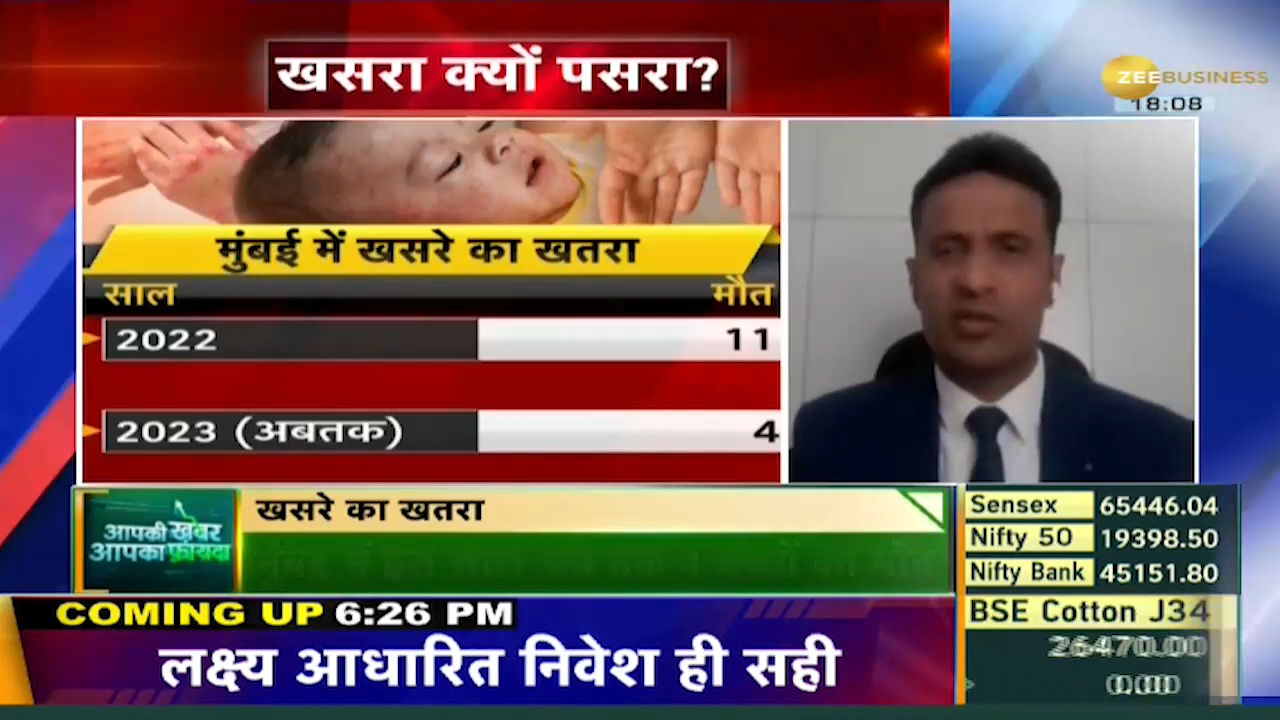 खसरा क्यों पसरा?
ZEEBUSINESS
18:08
मुंबई में खसरे का खतरा
साल मौत
2022 11
2023 (अबतक) 4
आपकी खबर
आपका फ़ायदा
खसरे का खतरा
Sensex 65446.04
Nifty 50 19398.50
Nifty Bank 45151.80
BSE Cotton J34
26470.00
COMING UP 6:26 PM
लक्ष्य आधारित निवेश ही सही